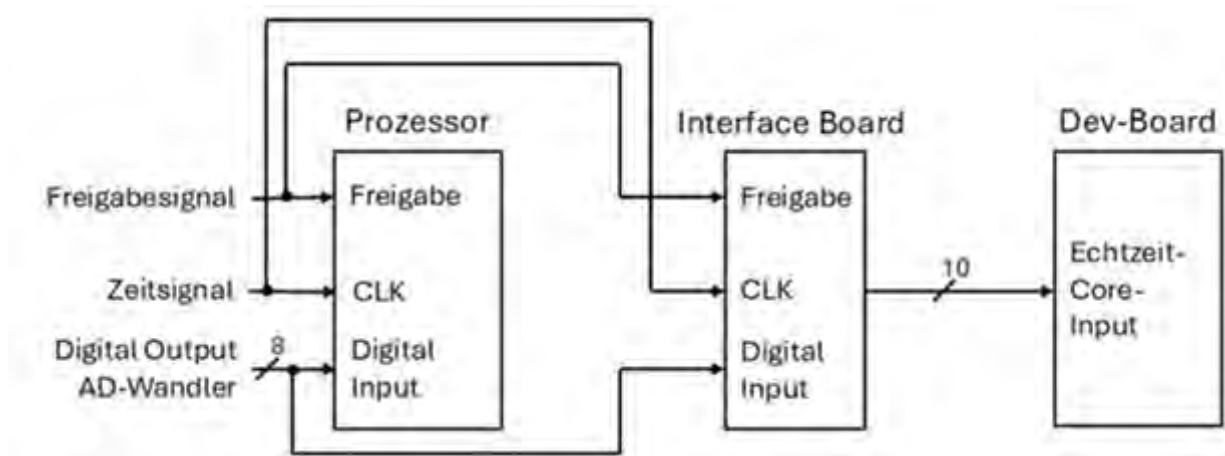 Prozessor
Interface Board
Dev-Board
Freigabesignal
Freigabe
Freigabe
Zeitsignal
CLK
CLK
10
Echtzeit-
Core-
Input
Digital Output
AD-Wandler
8
Digital
Input
Digital
Input